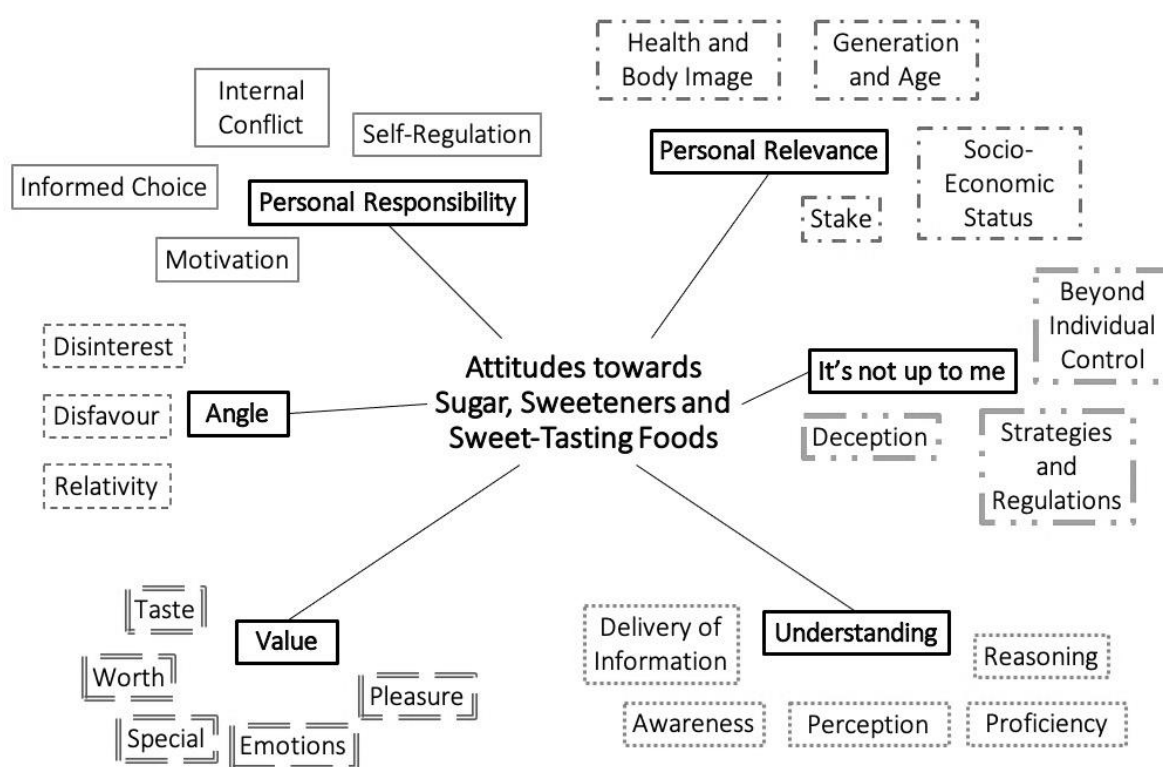 Internal
Conflict
Self-Regulation
Informed Choice
Personal Responsibility
Motivation
Health and
Body Image
Generation
and Age
Personal Relevance
Socio-
Economic
Status
Stake
Beyond
Individual
Control
It's not up to me
Deception
Strategies
and
Regulations
Attitudes towards
Sugar, Sweeteners and
Sweet-Tasting Foods
Disinterest
Disfavour
Angle
Relativity
Taste
Value
Worth
Pleasure
Special
Emotions
Delivery of
Information
Understanding
Reasoning
Awareness
Perception
Proficiency